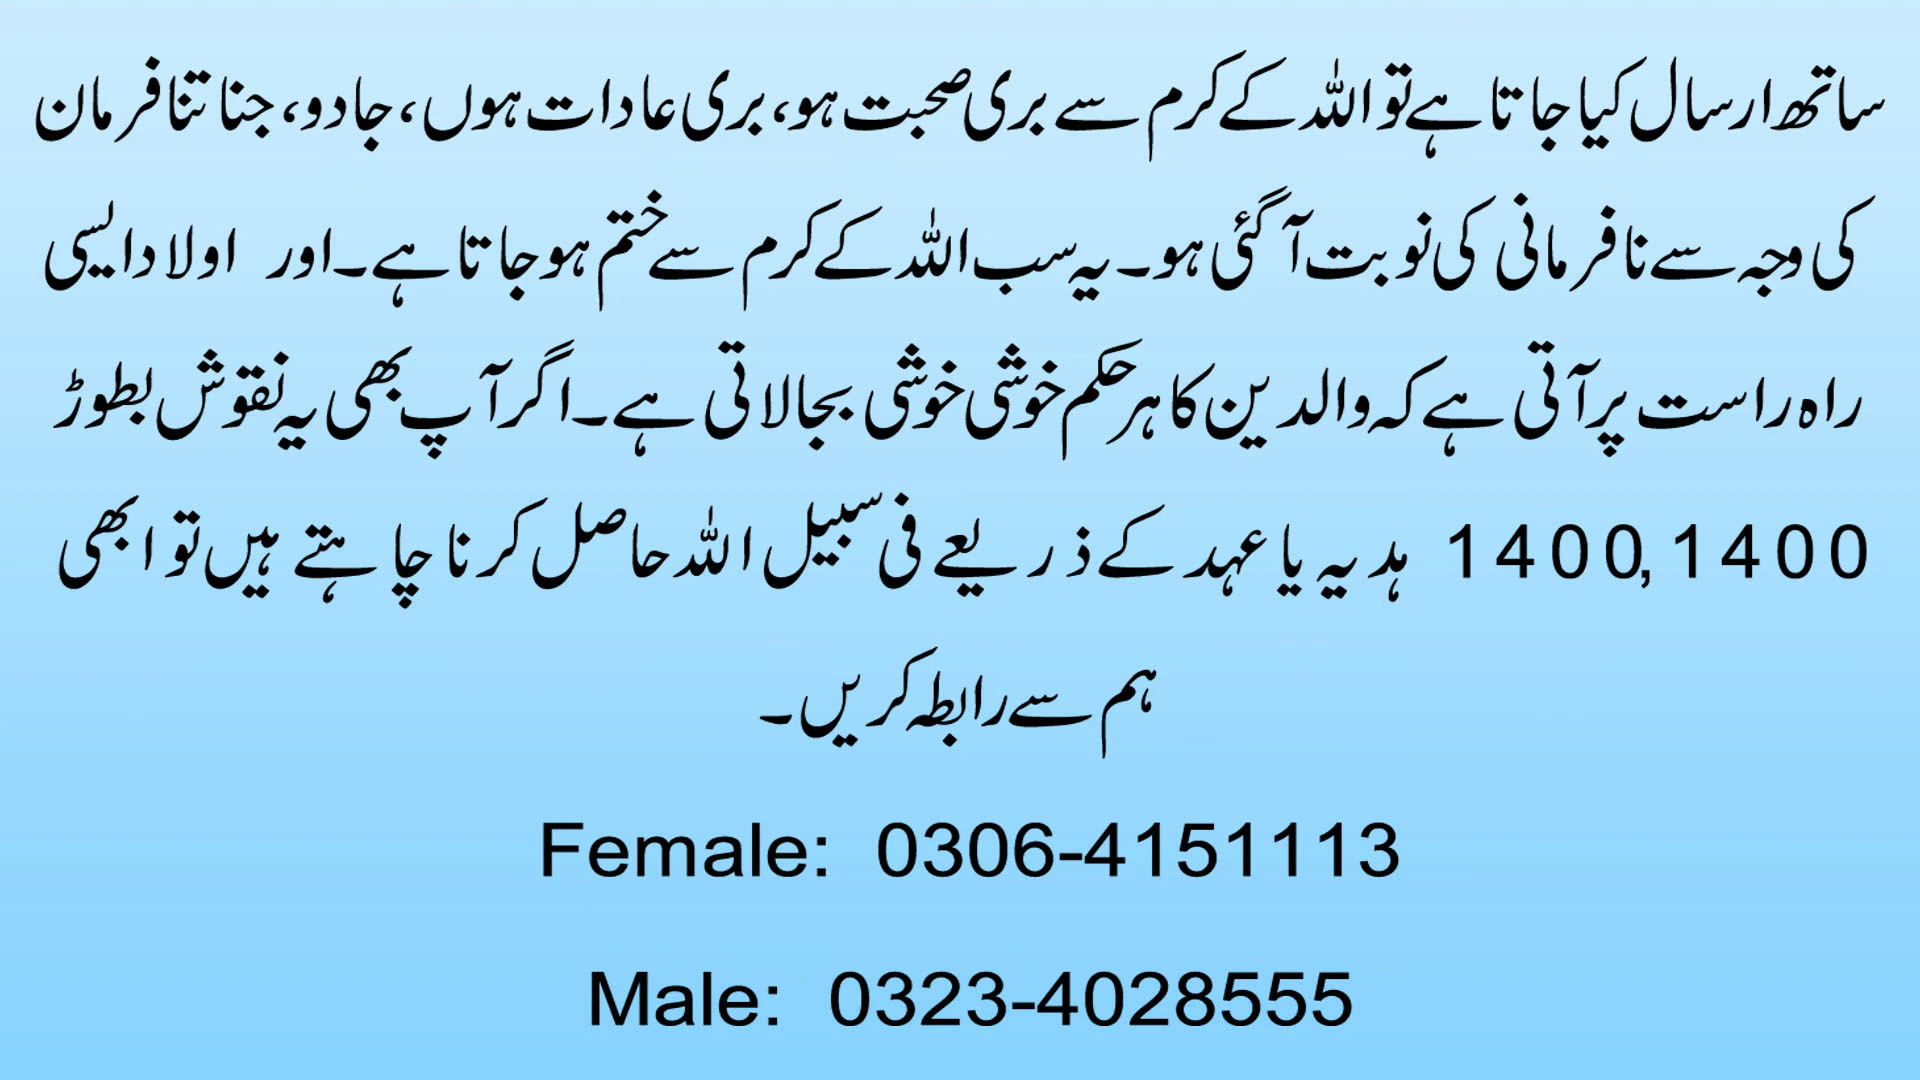 ساتھ ارسال کیا جاتا ہے تو اللہ کے کرم سے بری صحبت ہو، بری عادات ہوں، جادو، جنات نافرمان
کی وجہ سے نافرمانی کی نوبت آ گئی ہو۔ یہ سب اللہ کے کرم سے ختم ہو جاتا ہے۔ اور اولاد ایسی
راہ راست پر آتی ہے کہ والدین کا ہر حکم خوشی خوشی بجا لاتی ہے۔ اگر آپ بھی یہ نقوش بطورڑ
1400,1400 ہدیہ یا عہد کے ذریعے فی سبیل اللہ حاصل کرنا چاہتے ہیں تو ابھی
ہم سے رابطہ کریں۔
Female: 0306-4151113
Male: 0323-4028555